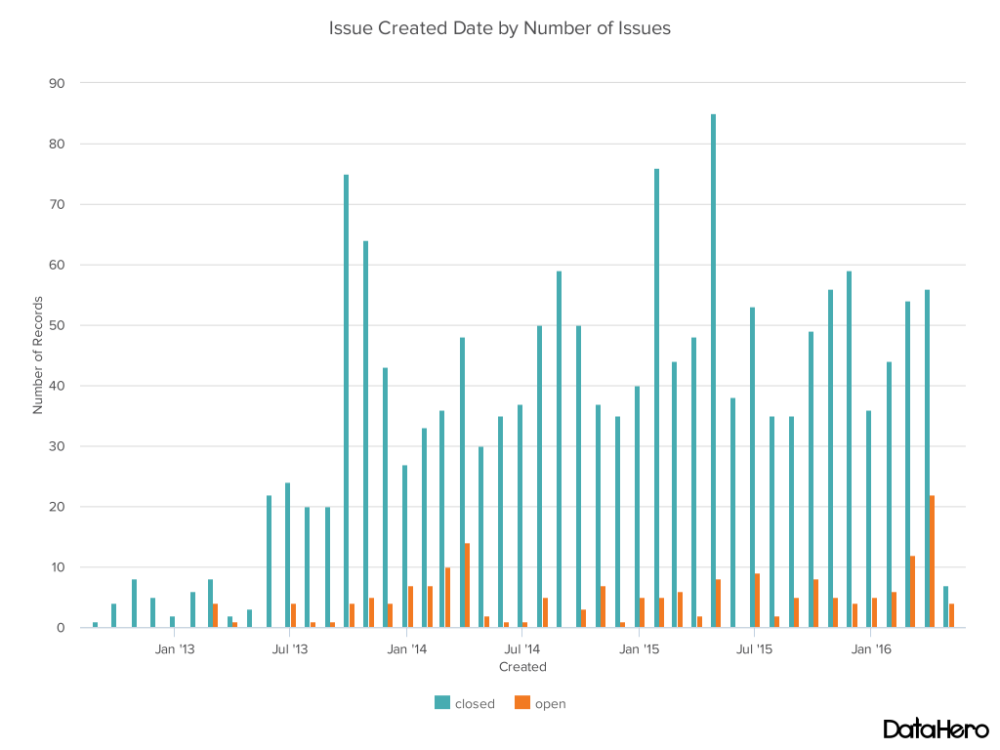 Issue Created Date by Number of Issues
90
80
70
60
50
40
30
20
10
0
Number of Records
Jan '13 Jul '13 Jan '14 Jul '14 Jan '15 Jul '15 Jan '16
Created
closed open
DataHero